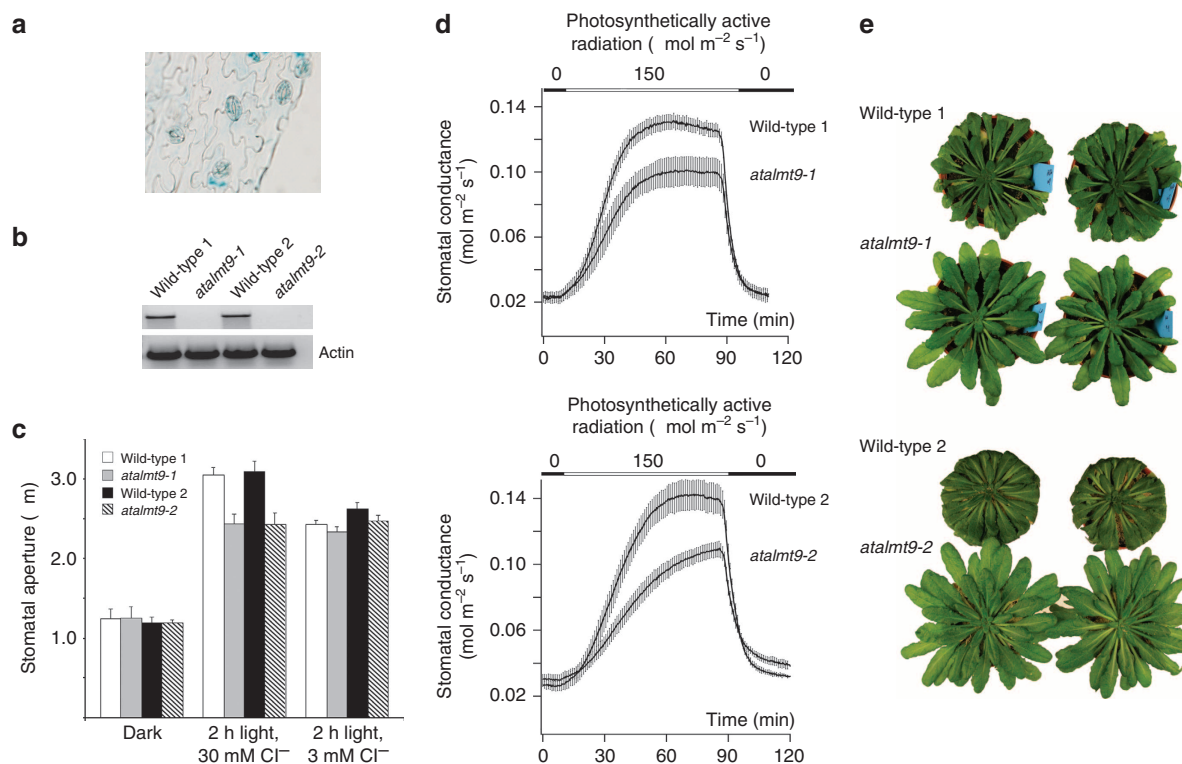 a
b
Wild-type 1
atalmt9-1
Wild-type 2
atalmt9-2
Actin
c
Stomatal aperture ( m)
3.0
2.0
1.0
Wild-type 1
atalmt9-1
Wild-type 2
atalmt9-2
Dark
2 h light,
30 mM Cl–
2 h light,
3 mM Cl–
d
Photosynthetically active
radiation ( mol m–2 s–1)
0 150 0
Stomatal conductance
(mol m–2 s–1)
0.14
0.10
0.06
0.02
Wild-type 1
atalmt9-1
Time (min)
0 30 60 90 120
Photosynthetically active
radiation ( mol m–2 s–1)
0 150 0
Stomatal conductance
(mol m–2 s–1)
0.14
0.10
0.06
0.02
Wild-type 2
atalmt9-2
Time (min)
0 30 60 90 120
e
Wild-type 1
atalmt9-1
Wild-type 2
atalmt9-2